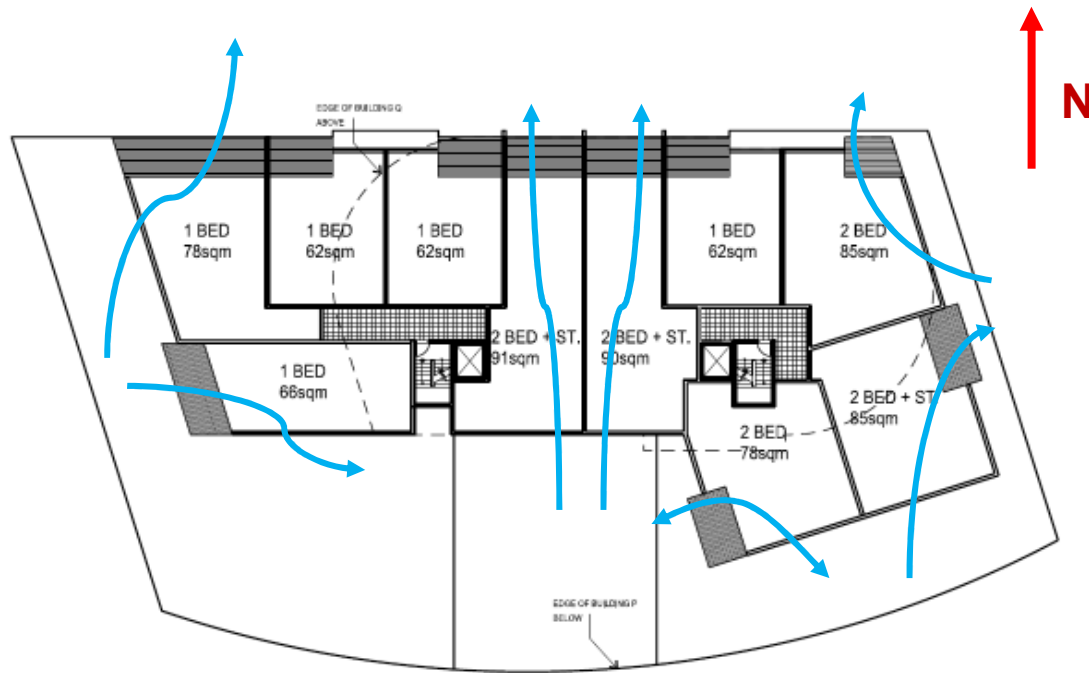 N
EDGE OF BUILDING Q
ABOVE
1 BED
78sqm
1 BED
62sqm
1 BED
62sqm
1 BED
62sqm
2 BED
85sqm
2 BED + ST.
91sqm
2 BED + ST.
90sqm
1 BED
66sqm
2 BED + ST
85sqm
2 BED
78sqm
EDGE OF BUILDING P
BELOW